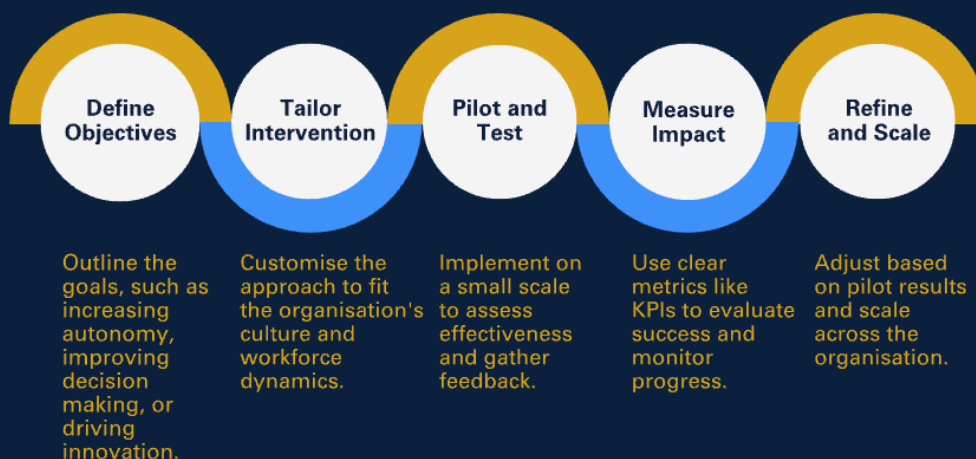 Define
Objectives
Tailor
Intervention
Pilot and
Test
Measure
Impact
Refine
and Scale
Outline the
goals, such as
increasing
autonomy,
improving
decision
making, or
driving
innovation.
Customise the
approach to fit
the organisation's
culture and
workforce
dynamics.
Implement on
a small scale
to assess
effectiveness
and gather
feedback.
Use clear
metrics like
KPIs to evaluate
success and
monitor
progress.
Adjust based
on pilot results
and scale
across the
organisation.